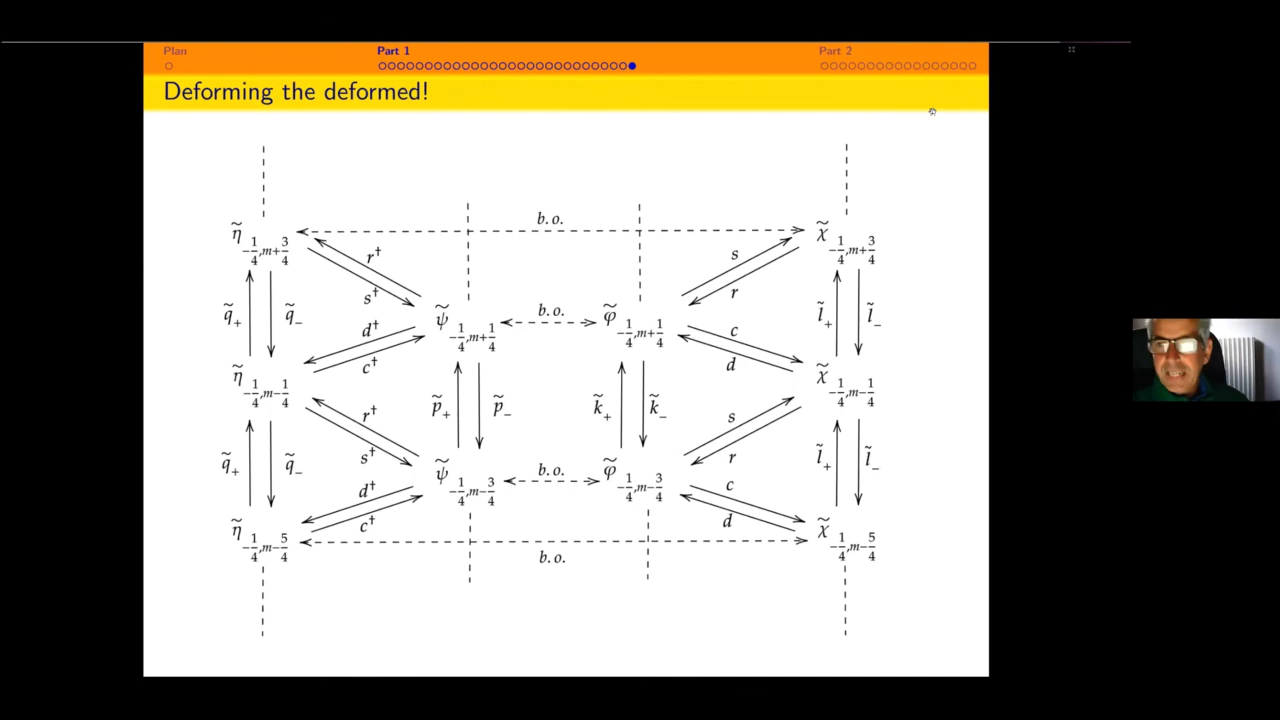 Plan Part 1 Part 2
Deforming the deformed!
b.o.
η̃_{-1/4,m+3/4} χ̃_{-1/4,m+3/4}
r† s
s† r
q̃₊ q̃₋ ψ̃_{-1/4,m+1/4} b.o. φ̃_{-1/4,m+1/4} l̃₊ l̃₋
d† c
c† d
η̃_{-1/4,m-1/4} χ̃_{-1/4,m-1/4}
r† p̃₊ p̃₋ k̃₊ k̃₋ s
s† r
q̃₊ q̃₋ ψ̃_{-1/4,m-3/4} b.o. φ̃_{-1/4,m-3/4} l̃₊ l̃₋
d† c
c† d
η̃_{-1/4,m-5/4} χ̃_{-1/4,m-5/4}
b.o.